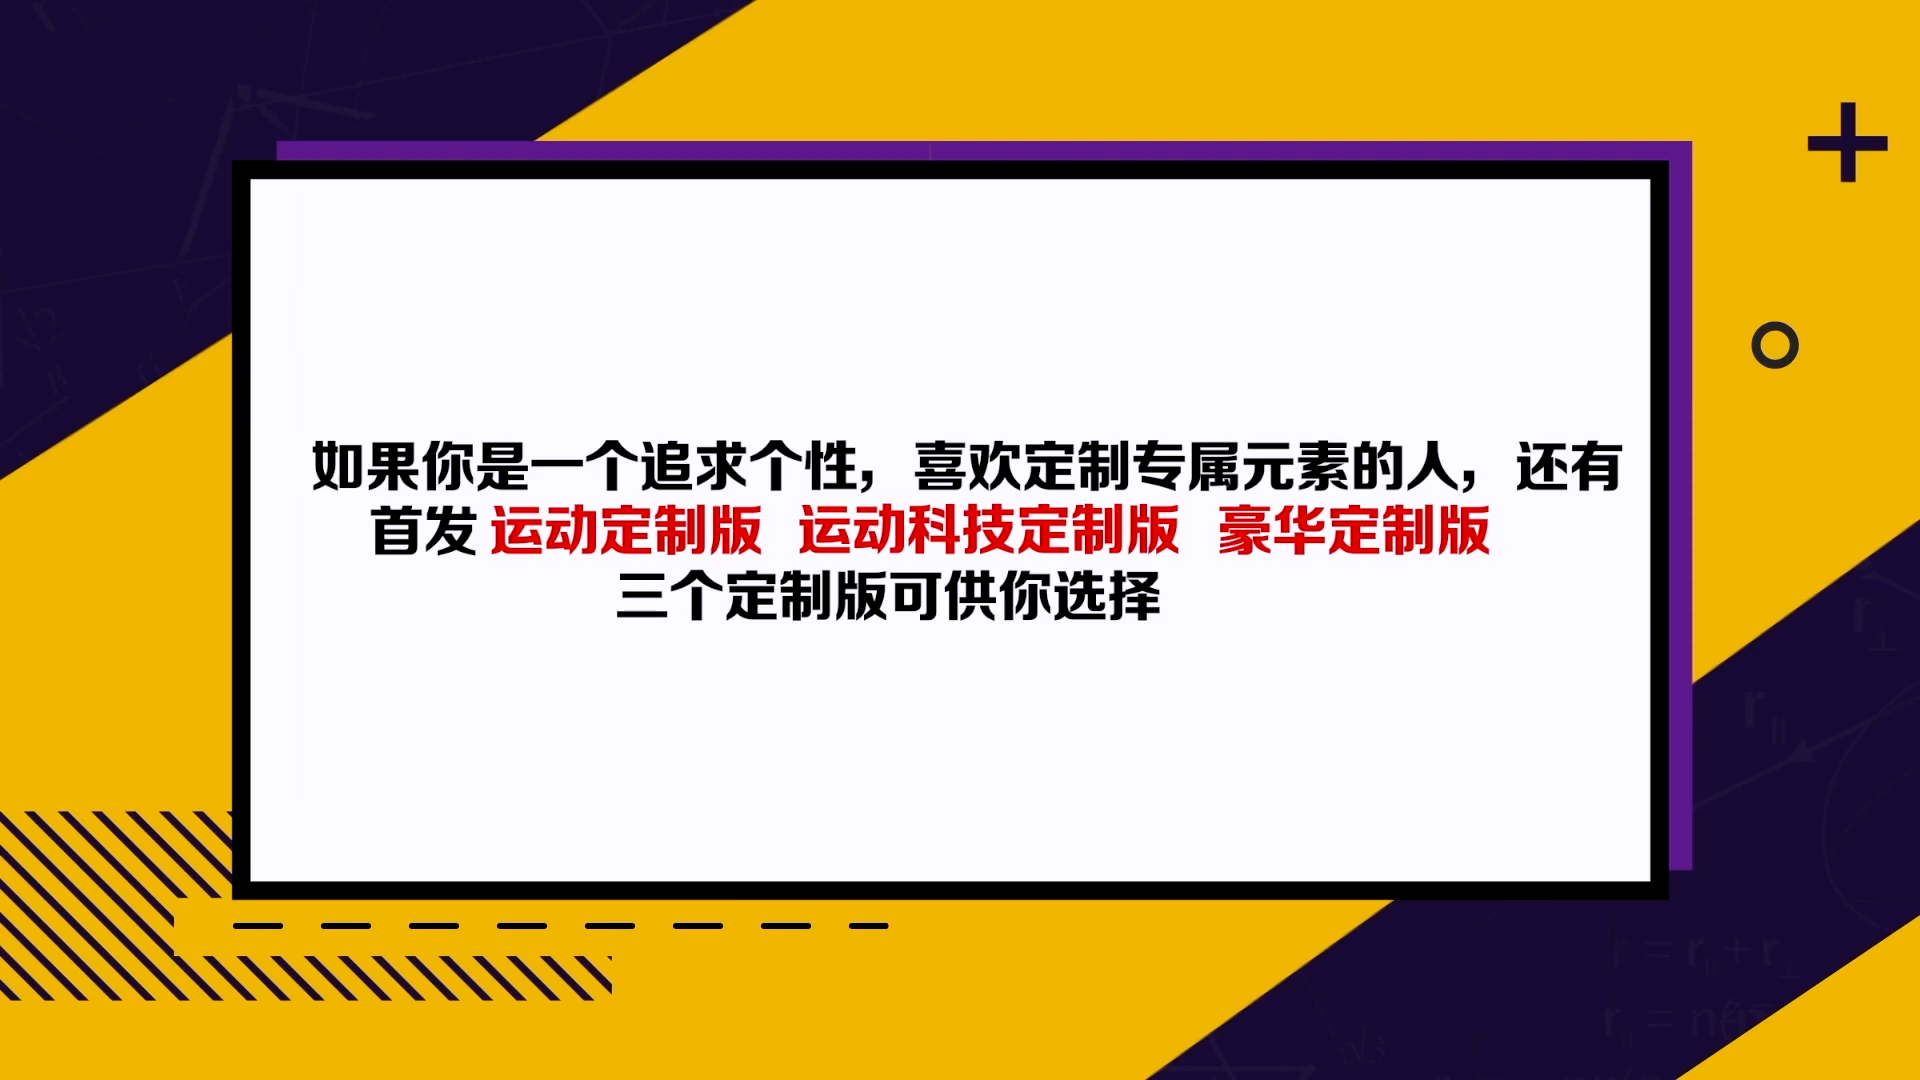 如果你是一个追求个性，喜欢定制专属元素的人，还有
首发 运动定制版 运动科技定制版 豪华定制版
三个定制版可供你选择